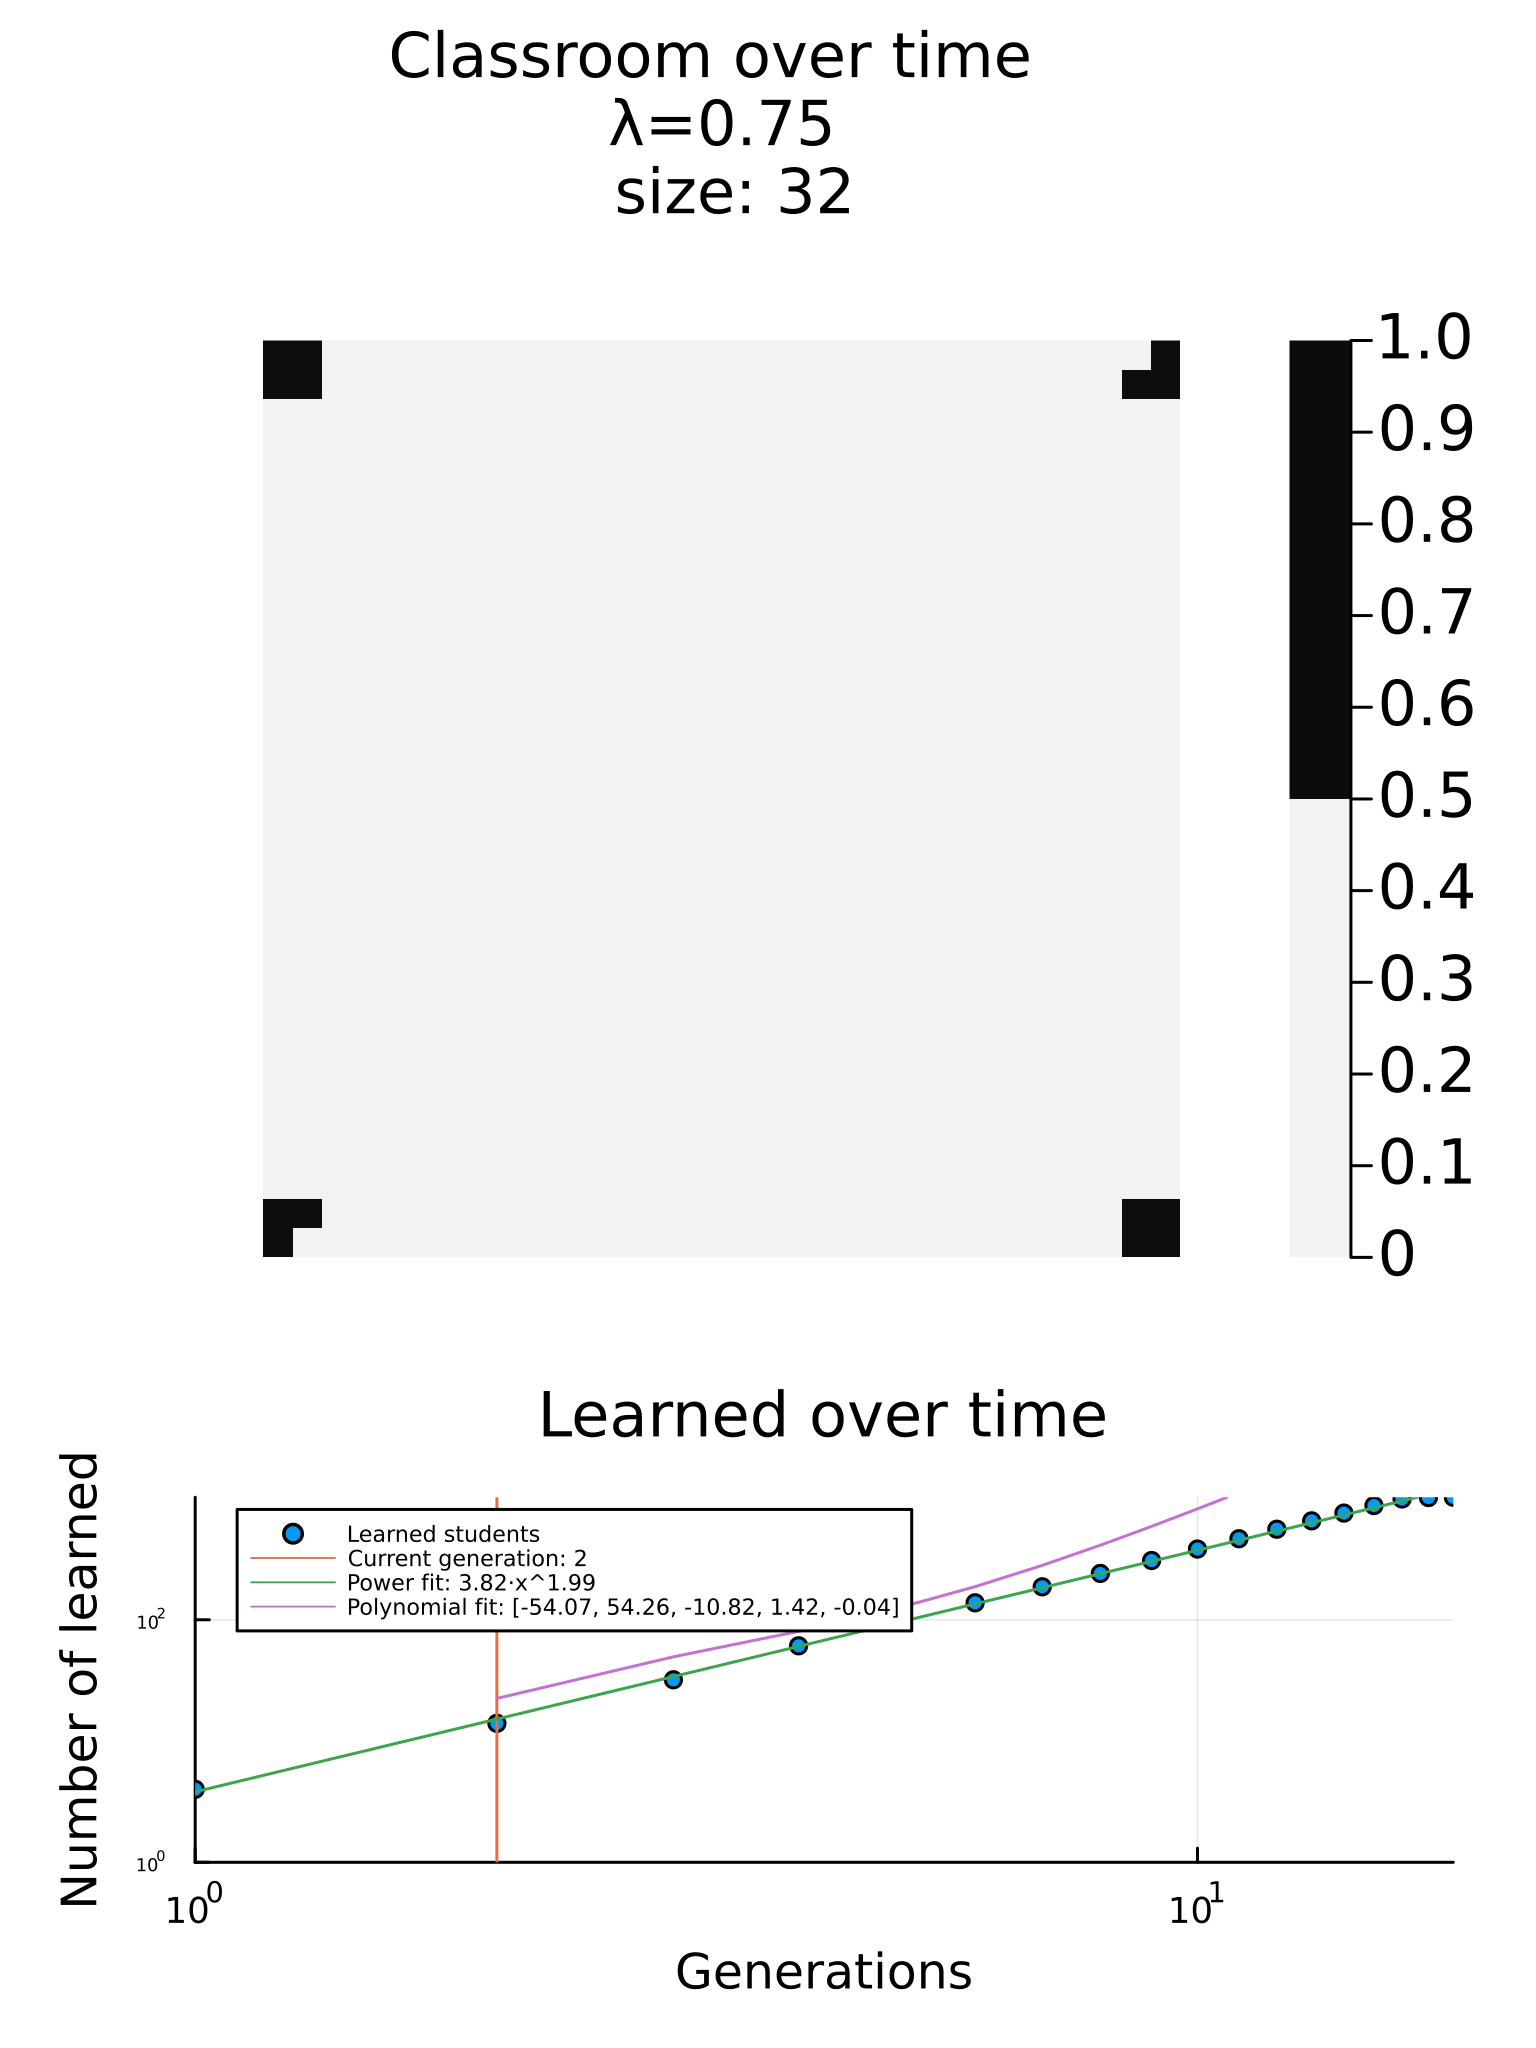 Classroom over time
λ=0.75
size: 32
1.0
0.9
0.8
0.7
0.6
0.5
0.4
0.3
0.2
0.1
0
Learned over time
Number of learned
Learned students
Current generation: 2
Power fit: 3.82·x^1.99
Polynomial fit: [-54.07, 54.26, -10.82, 1.42, -0.04]
10²
10⁰
10⁰
10¹
Generations